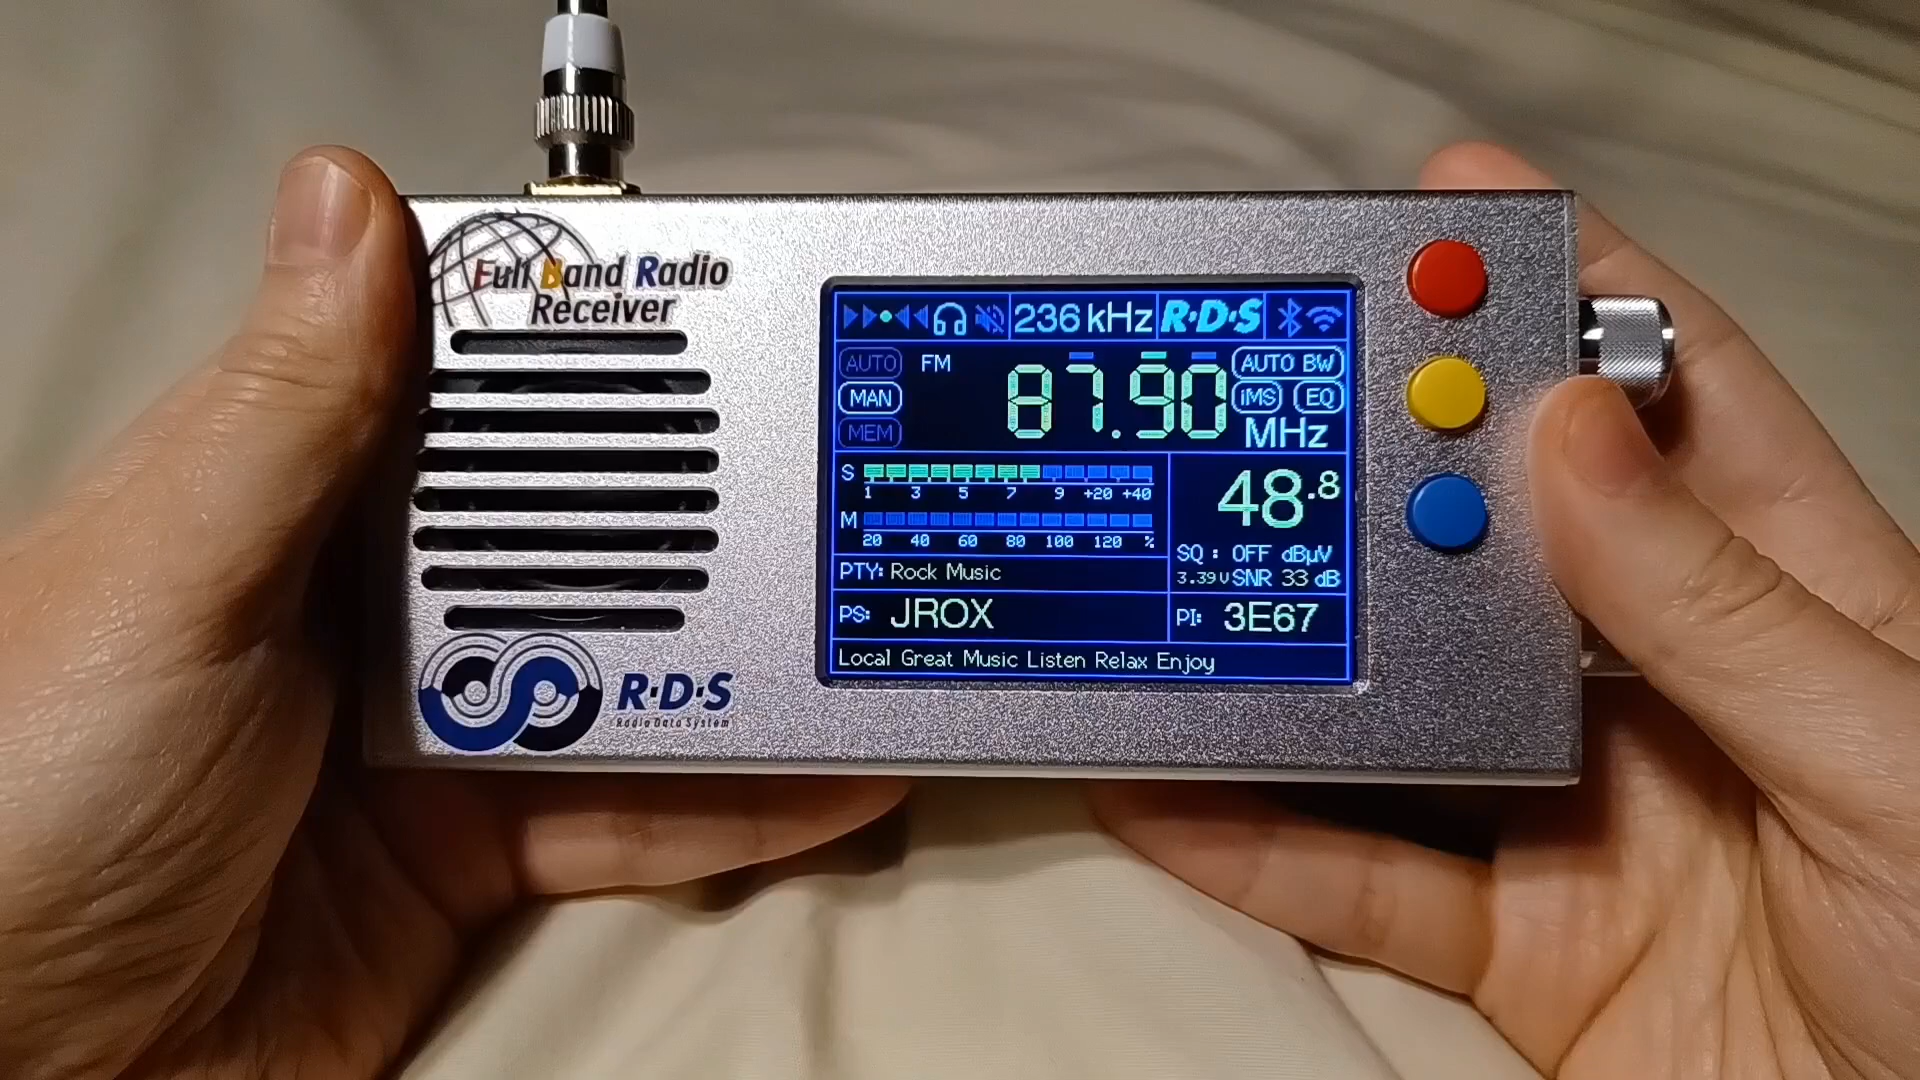 Full Band Radio
Receiver
R·D·S
Radio Data System
236 kHz R·D·S
AUTO FM 87.90 AUTO BW
MAN iMS EQ
MEM MHz
S
1 3 5 7 9 +20 +40
M
20 40 60 80 100 120 %
48.8
SQ : OFF dBµV
3.39V SNR 33 dB
PTY: Rock Music
PS: JROX
PI: 3E67
Local Great Music Listen Relax Enjoy